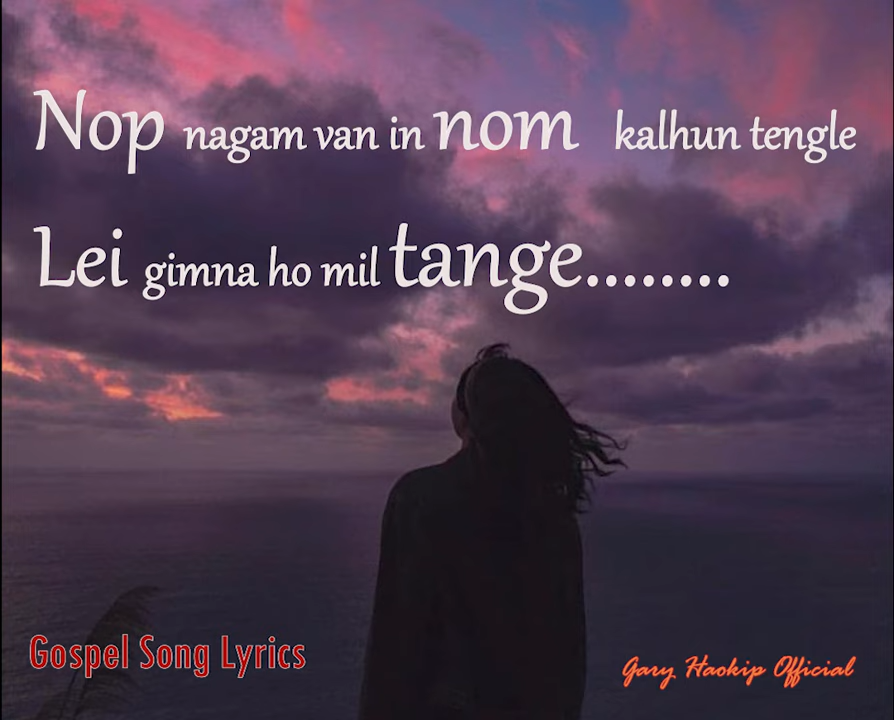 Nop nagam van in nom kalhun tengle
Lei gimna ho mil tange........
Gospel Song Lyrics
Gary Haokip Official